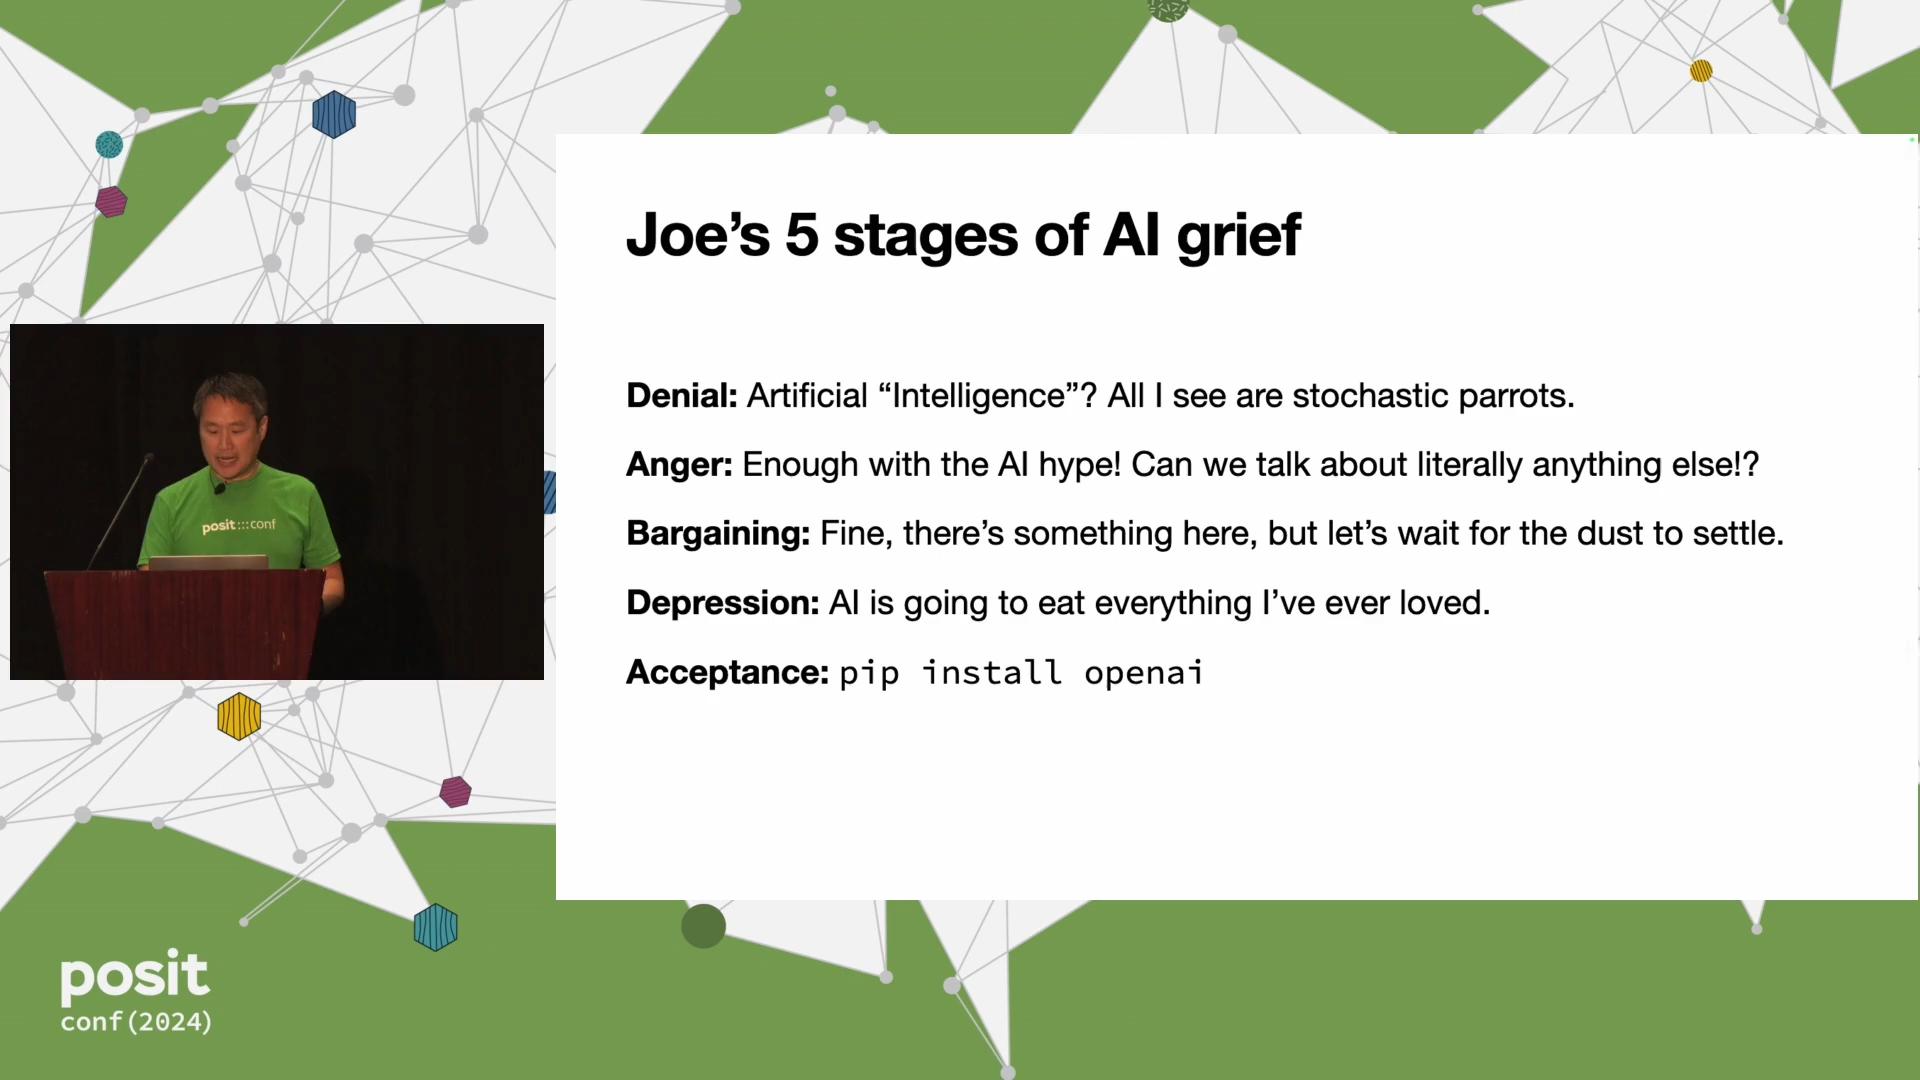 Joe’s 5 stages of AI grief
Denial: Artificial “Intelligence”? All I see are stochastic parrots.
Anger: Enough with the AI hype! Can we talk about literally anything else!?
Bargaining: Fine, there’s something here, but let’s wait for the dust to settle.
Depression: AI is going to eat everything I’ve ever loved.
Acceptance: pip install openai
posit:::conf
posit
conf(2024)